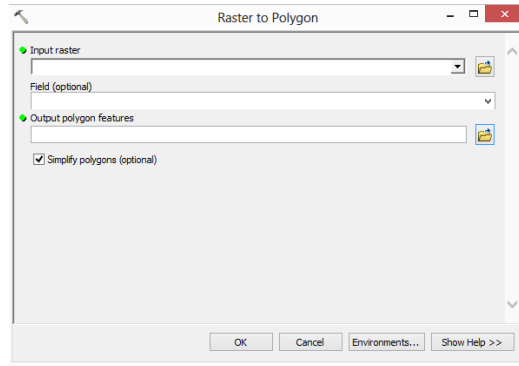 Raster to Polygon
Input raster
Field (optional)
Output polygon features
Simplify polygons (optional)
OK Cancel Environments... Show Help >>